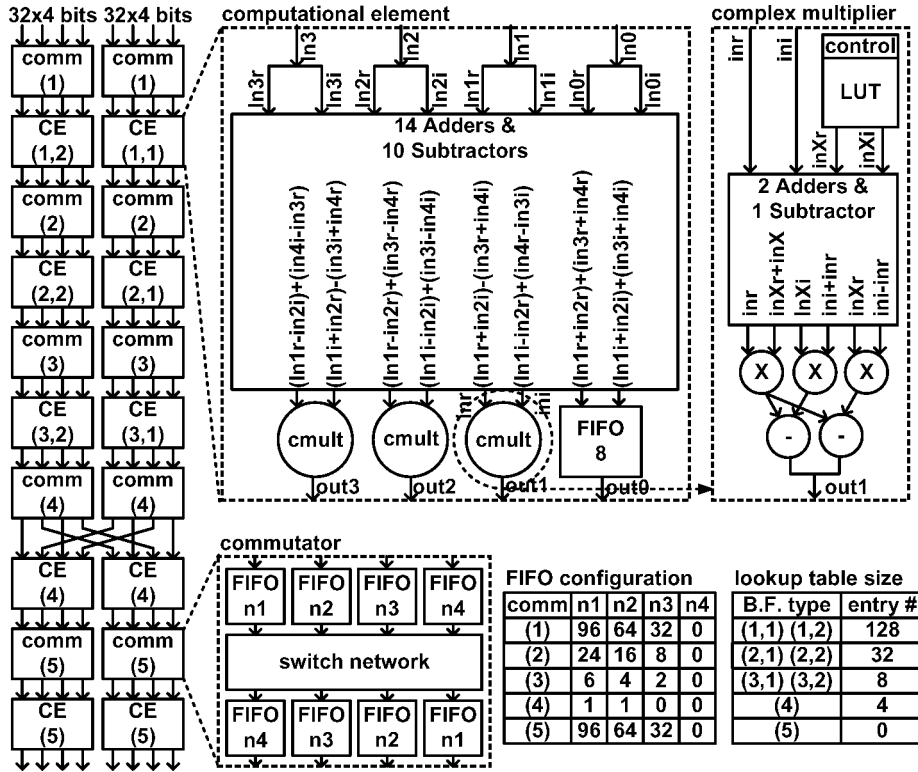 32x4 bits 32x4 bits
comm (1) comm (1)
CE (1,2) CE (1,1)
comm (2) comm (2)
CE (2,2) CE (2,1)
comm (3) comm (3)
CE (3,2) CE (3,1)
comm (4) comm (4)
CE (4) CE (4)
comm (5) comm (5)
CE (5) CE (5)
computational element
In3 In2 In1 In0
In3r In3i In2r In2i In1r In1i In0r In0i
14 Adders &
10 Subtractors
(In1r-in2i)+(in4i-in3r)
(In1i+in2r)-(in3i+in4r)
(In1r-in2r)+(in3r-in4r)
(In1i-in2i)+(in3i-in4i)
(In1r+in2i)-(in3r+in4i)
(In1i-in2r)+(in4r-in3i)
(In1r+in2r)+(in3r+in4r)
(In1i+in2i)+(in3i+in4i)
inr ini
cmult cmult cmult FIFO 8
out3 out2 out1 out0
complex multiplier
inr ini
control
LUT
inXr inXi
2 Adders &
1 Subtractor
inr inXr+inX InXi ini+inr inXr ini-inr
X X X
- -
out1
commutator
FIFO n1 FIFO n2 FIFO n3 FIFO n4
switch network
FIFO n4 FIFO n3 FIFO n2 FIFO n1
FIFO configuration
comm n1 n2 n3 n4
(1) 96 64 32 0
(2) 24 16 8 0
(3) 6 4 2 0
(4) 1 1 0 0
(5) 96 64 32 0
lookup table size
B.F. type entry #
(1,1) (1,2) 128
(2,1) (2,2) 32
(3,1) (3,2) 8
(4) 4
(5) 0